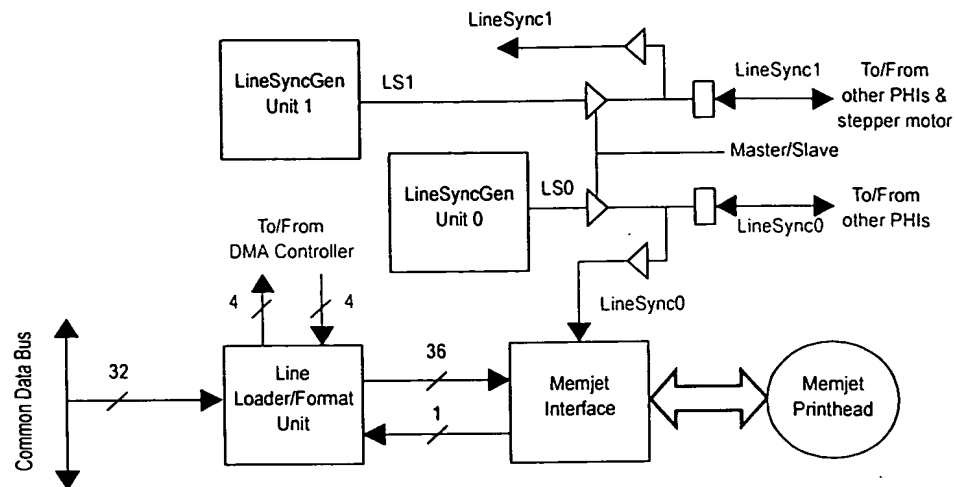 LineSync1
LineSyncGen
Unit 1
LS1
LineSync1
To/From
other PHIs &
stepper motor
Master/Slave
LineSyncGen
Unit 0
LS0
LineSync0
To/From
other PHIs
To/From
DMA Controller
4
4
LineSync0
Common Data Bus
32
Line
Loader/Format
Unit
36
1
Memjet
Interface
Memjet
Printhead